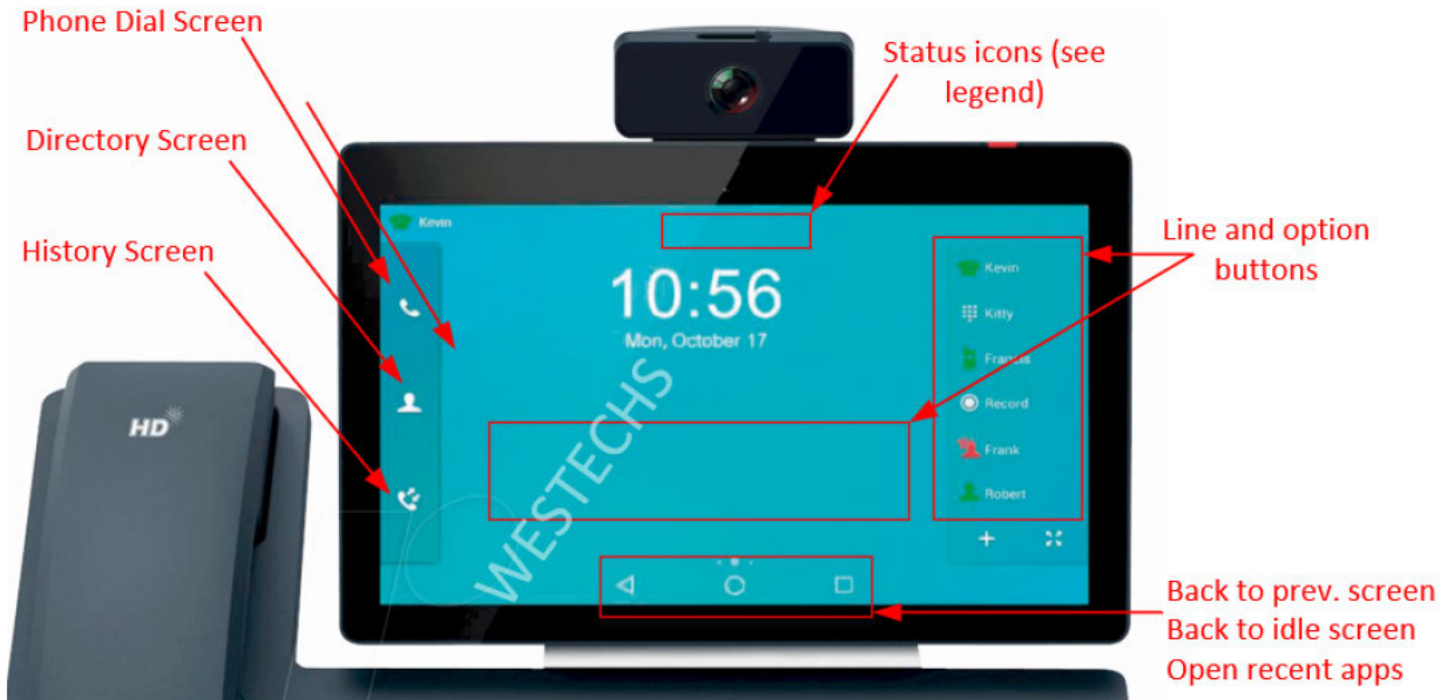 Phone Dial Screen
Status icons (see
legend)
Directory Screen
History Screen
Line and option
buttons
Kevin
10:56
Mon, October 17
Kevin
Kitty
Francis
Record
Frank
Robert
HD
WESTECHS
Back to prev. screen
Back to idle screen
Open recent apps